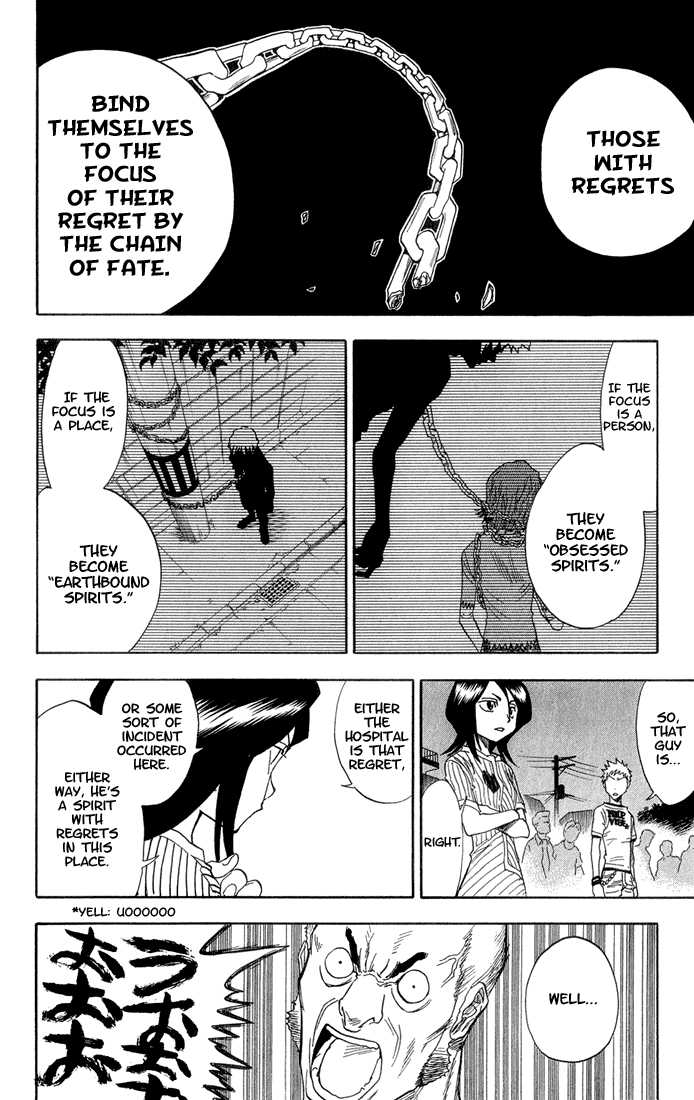 THOSE
WITH
REGRETS
BIND
THEMSELVES
TO THE
FOCUS
OF THEIR
REGRET BY
THE CHAIN
OF FATE.
IF THE
FOCUS
IS A
PERSON,
THEY
BECOME
“OBSESSED
SPIRITS.”
IF THE
FOCUS IS
A PLACE,
THEY
BECOME
“EARTHBOUND
SPIRITS.”
SO,
THAT
GUY
IS...
RIGHT.
EITHER
THE
HOSPITAL
IS THAT
REGRET,
OR SOME
SORT OF
INCIDENT
OCCURRED
HERE.
EITHER
WAY, HE'S
A SPIRIT
WITH
REGRETS
IN THIS
PLACE.
*YELL: UOOOOOO
WELL...
うおおお
おおお